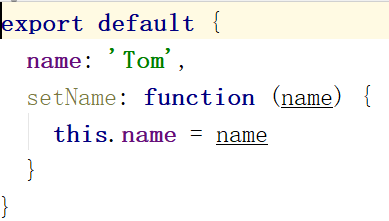 export default {
  name: 'Tom',
  setName: function (name) {
    this.name = name
  }
}